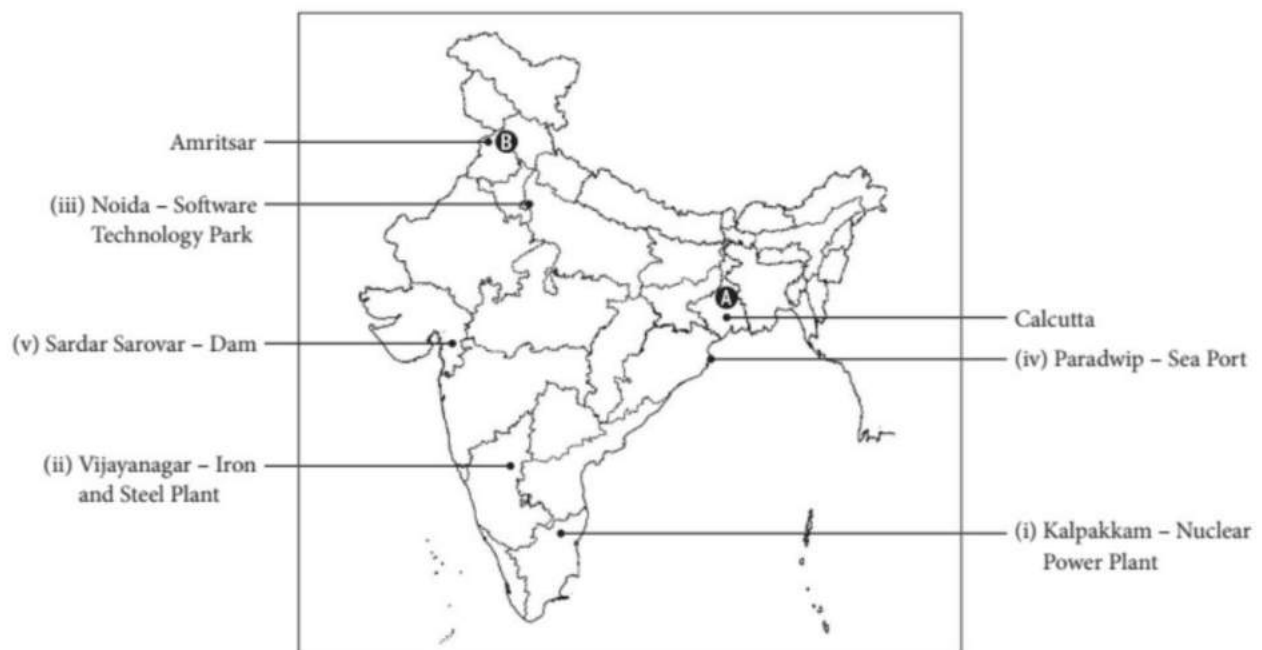 Amritsar
B
(iii) Noida – Software
Technology Park
A
Calcutta
(v) Sardar Sarovar – Dam
(iv) Paradwip – Sea Port
(ii) Vijayanagar – Iron
and Steel Plant
(i) Kalpakkam – Nuclear
Power Plant